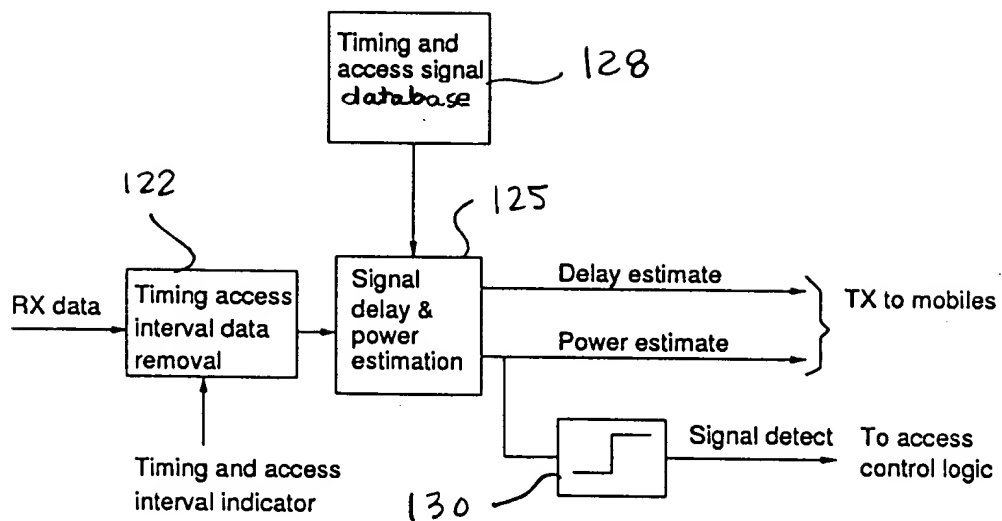 Timing and
access signal
database
128
122
125
RX data
Timing access
interval data
removal
Signal
delay &
power
estimation
Delay estimate
Power estimate
TX to mobiles
Signal detect
To access
control logic
Timing and access
interval indicator
130